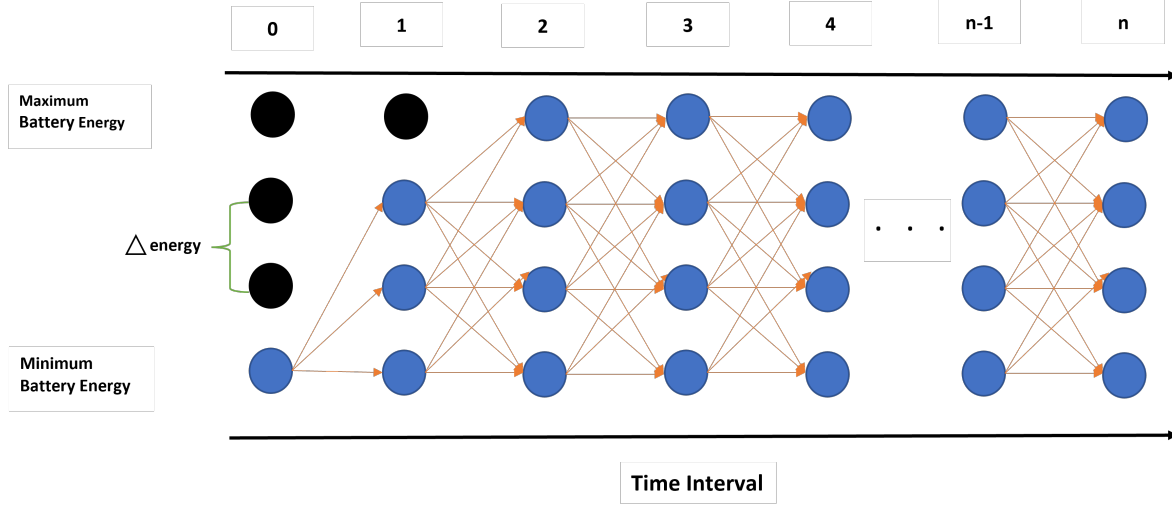 0 1 2 3 4 n-1 n
Maximum
Battery Energy
△ energy
. . .
Minimum
Battery Energy
Time Interval